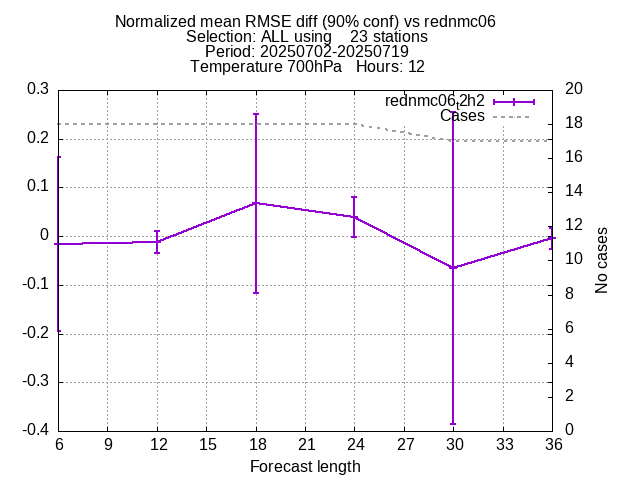 Normalized mean RMSE diff (90% conf) vs rednmc06
Selection: ALL using    23 stations
Period: 20250702-20250719
Temperature 700hPa   Hours: 12
rednmc06,2h2
Cases
0.3
0.2
0.1
0
-0.1
-0.2
-0.3
-0.4
20
18
16
14
12
10
8
6
4
2
0
No cases
6 9 12 15 18 21 24 27 30 33 36
Forecast length